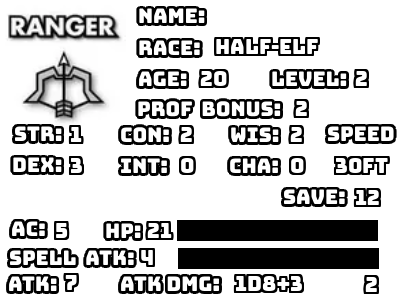 RANGER
NAME:
RACE: HALF-ELF
AGE: 20 LEVEL: 2
PROF BONUS: 2
STR: 1 CON: 2 WIS: 2 SPEED
DEX: 3 INT: 0 CHA: 0 30FT
SAVE: 12
AC: 5 HP: 21
SPELL ATK: 4
ATK: 7 ATK DMG: 1D8+3 2